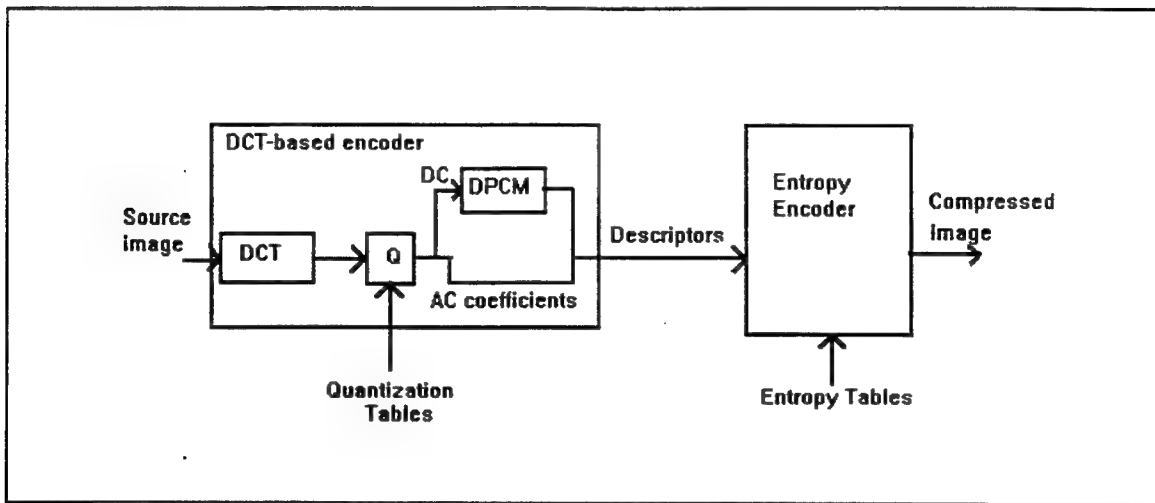 DCT-based encoder
DC
DPCM
Source
image
DCT
Q
AC coefficients
Descriptors
Entropy
Encoder
Compressed
Image
Quantization
Tables
Entropy Tables